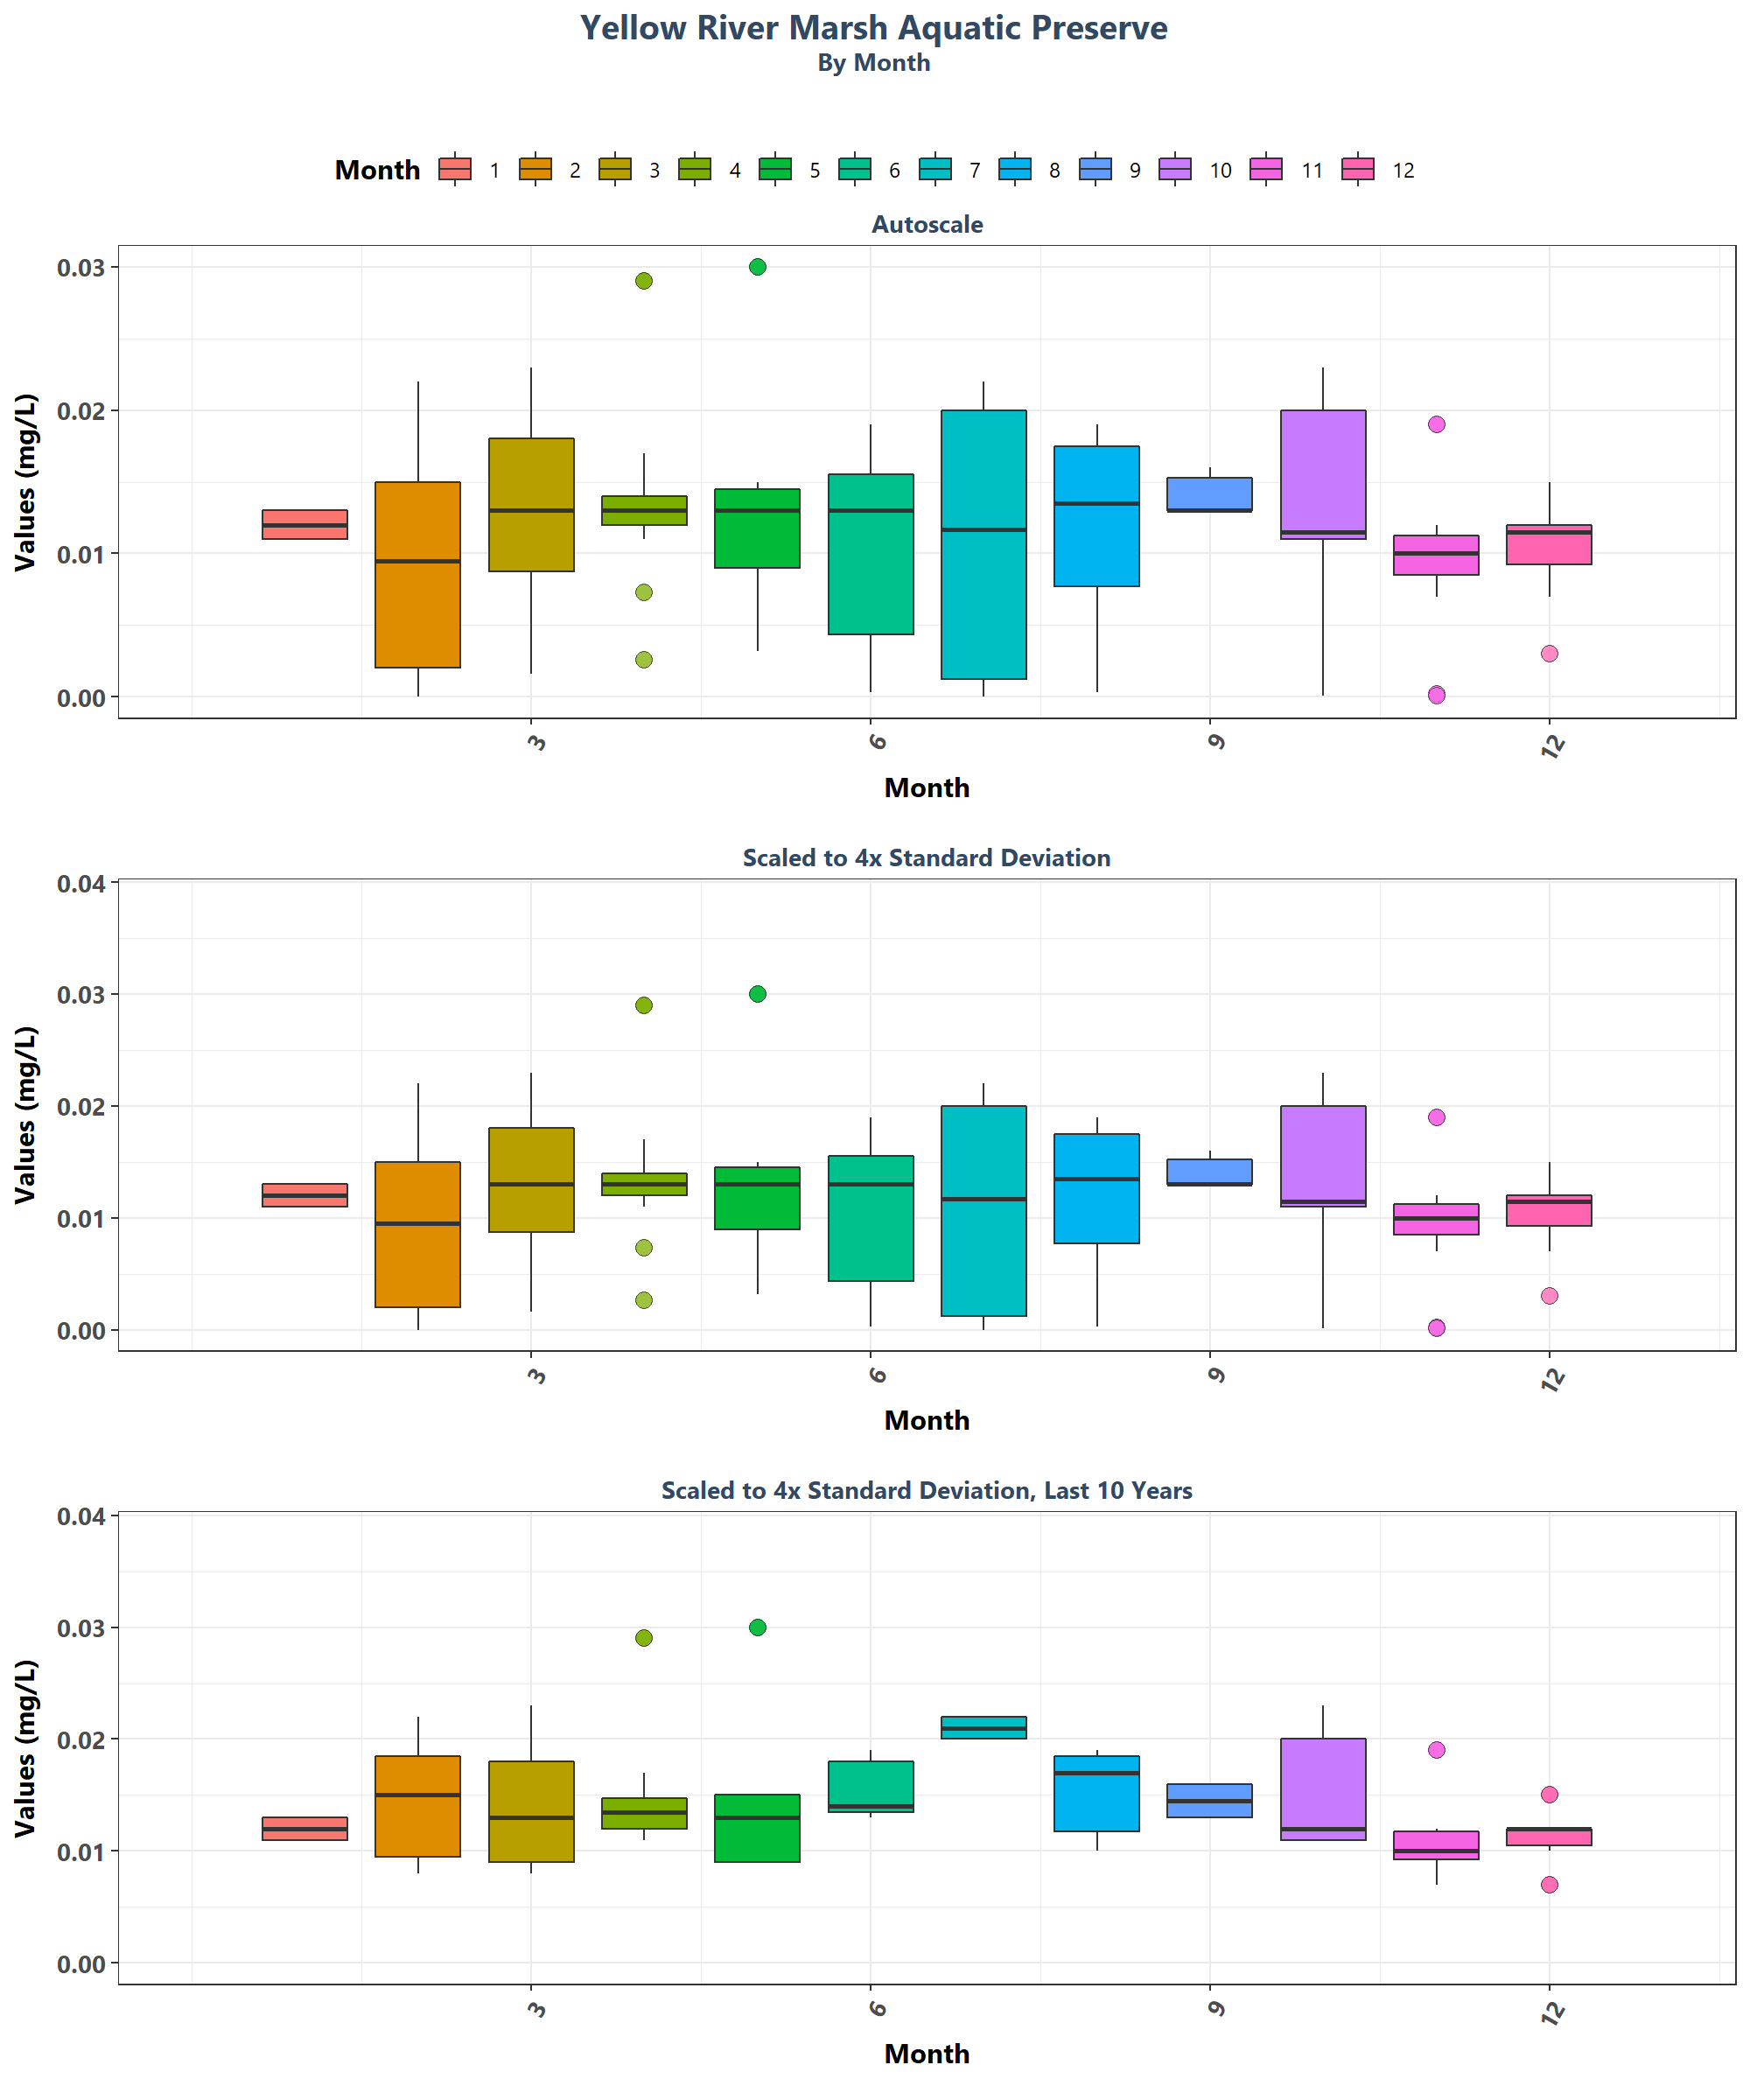 Yellow River Marsh Aquatic Preserve
By Month
Month 1 2 3 4 5 6 7 8 9 10 11 12
Autoscale
Values (mg/L)
0.03
0.02
0.01
0.00
3 6 9 12
Month
Scaled to 4x Standard Deviation
Values (mg/L)
0.04
0.03
0.02
0.01
0.00
3 6 9 12
Month
Scaled to 4x Standard Deviation, Last 10 Years
Values (mg/L)
0.04
0.03
0.02
0.01
0.00
3 6 9 12
Month